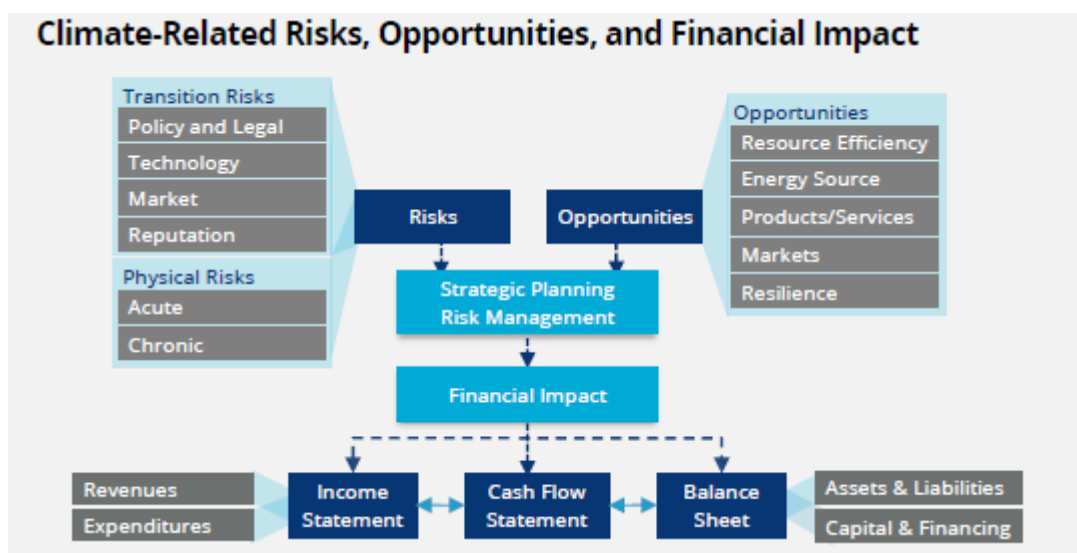 Climate-Related Risks, Opportunities, and Financial Impact
Transition Risks
Policy and Legal
Technology
Market
Reputation
Physical Risks
Acute
Chronic
Risks
Opportunities
Opportunities
Resource Efficiency
Energy Source
Products/Services
Markets
Resilience
Strategic Planning
Risk Management
Financial Impact
Revenues
Expenditures
Income
Statement
Cash Flow
Statement
Balance
Sheet
Assets & Liabilities
Capital & Financing